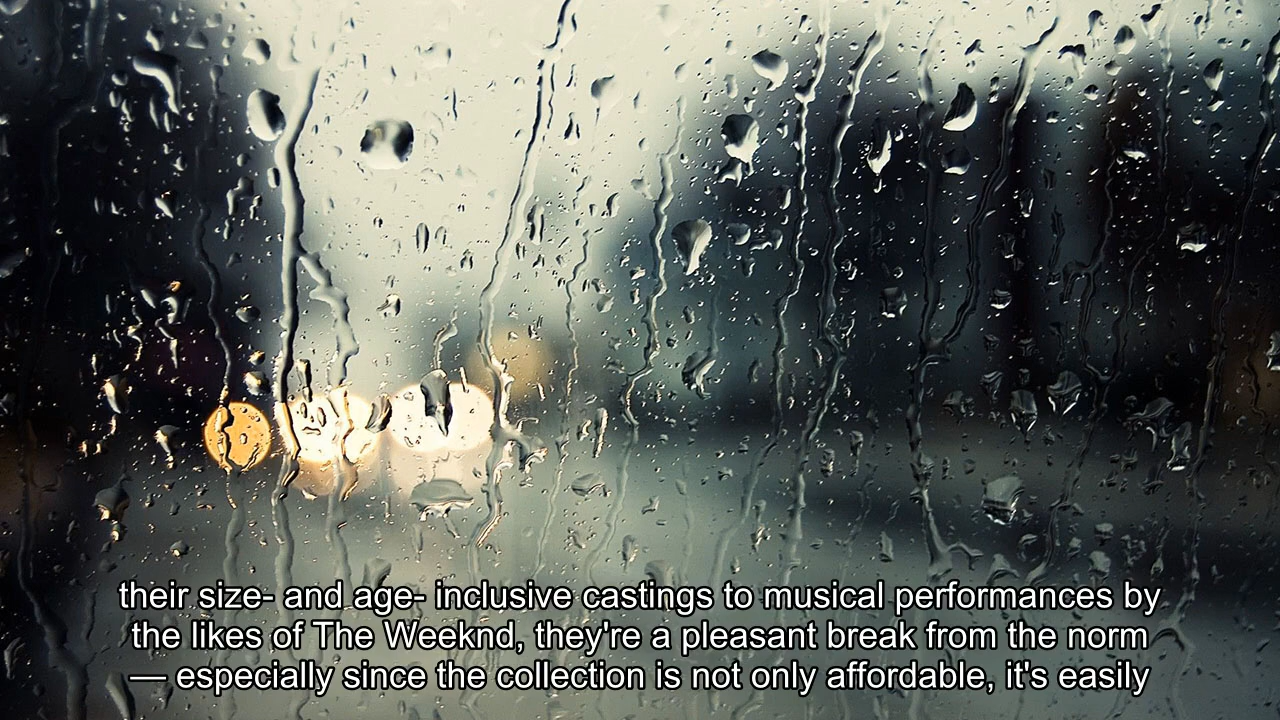 their size- and age- inclusive castings to musical performances by
the likes of The Weeknd, they're a pleasant break from the norm
— especially since the collection is not only affordable, it's easily